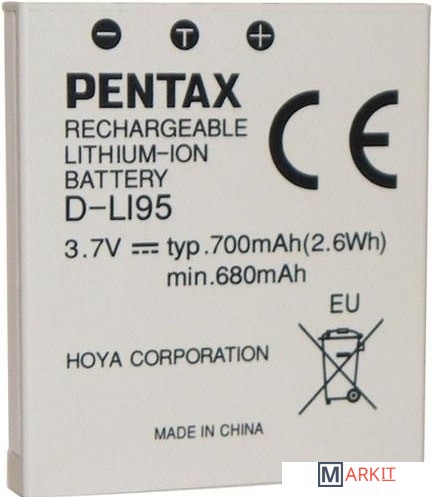 - T +
PENTAX
RECHARGEABLE
LITHIUM-ION
BATTERY
D-LI95
3.7V ⎓ typ.700mAh(2.6Wh)
min.680mAh
CE
EU
HOYA CORPORATION
MADE IN CHINA
MARKIT